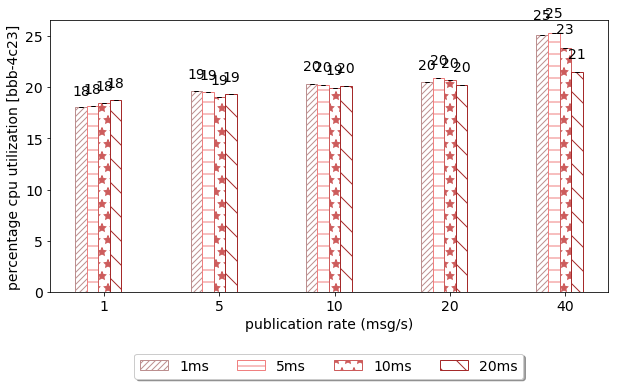 percentage cpu utilization [bbb-4c23]
25
20
15
10
5
0
18 18 18 18
19 19 19 19
20 20 19 20
20 20 20 20
25 25 23 21
1 5 10 20 40
publication rate (msg/s)
1ms 5ms 10ms 20ms